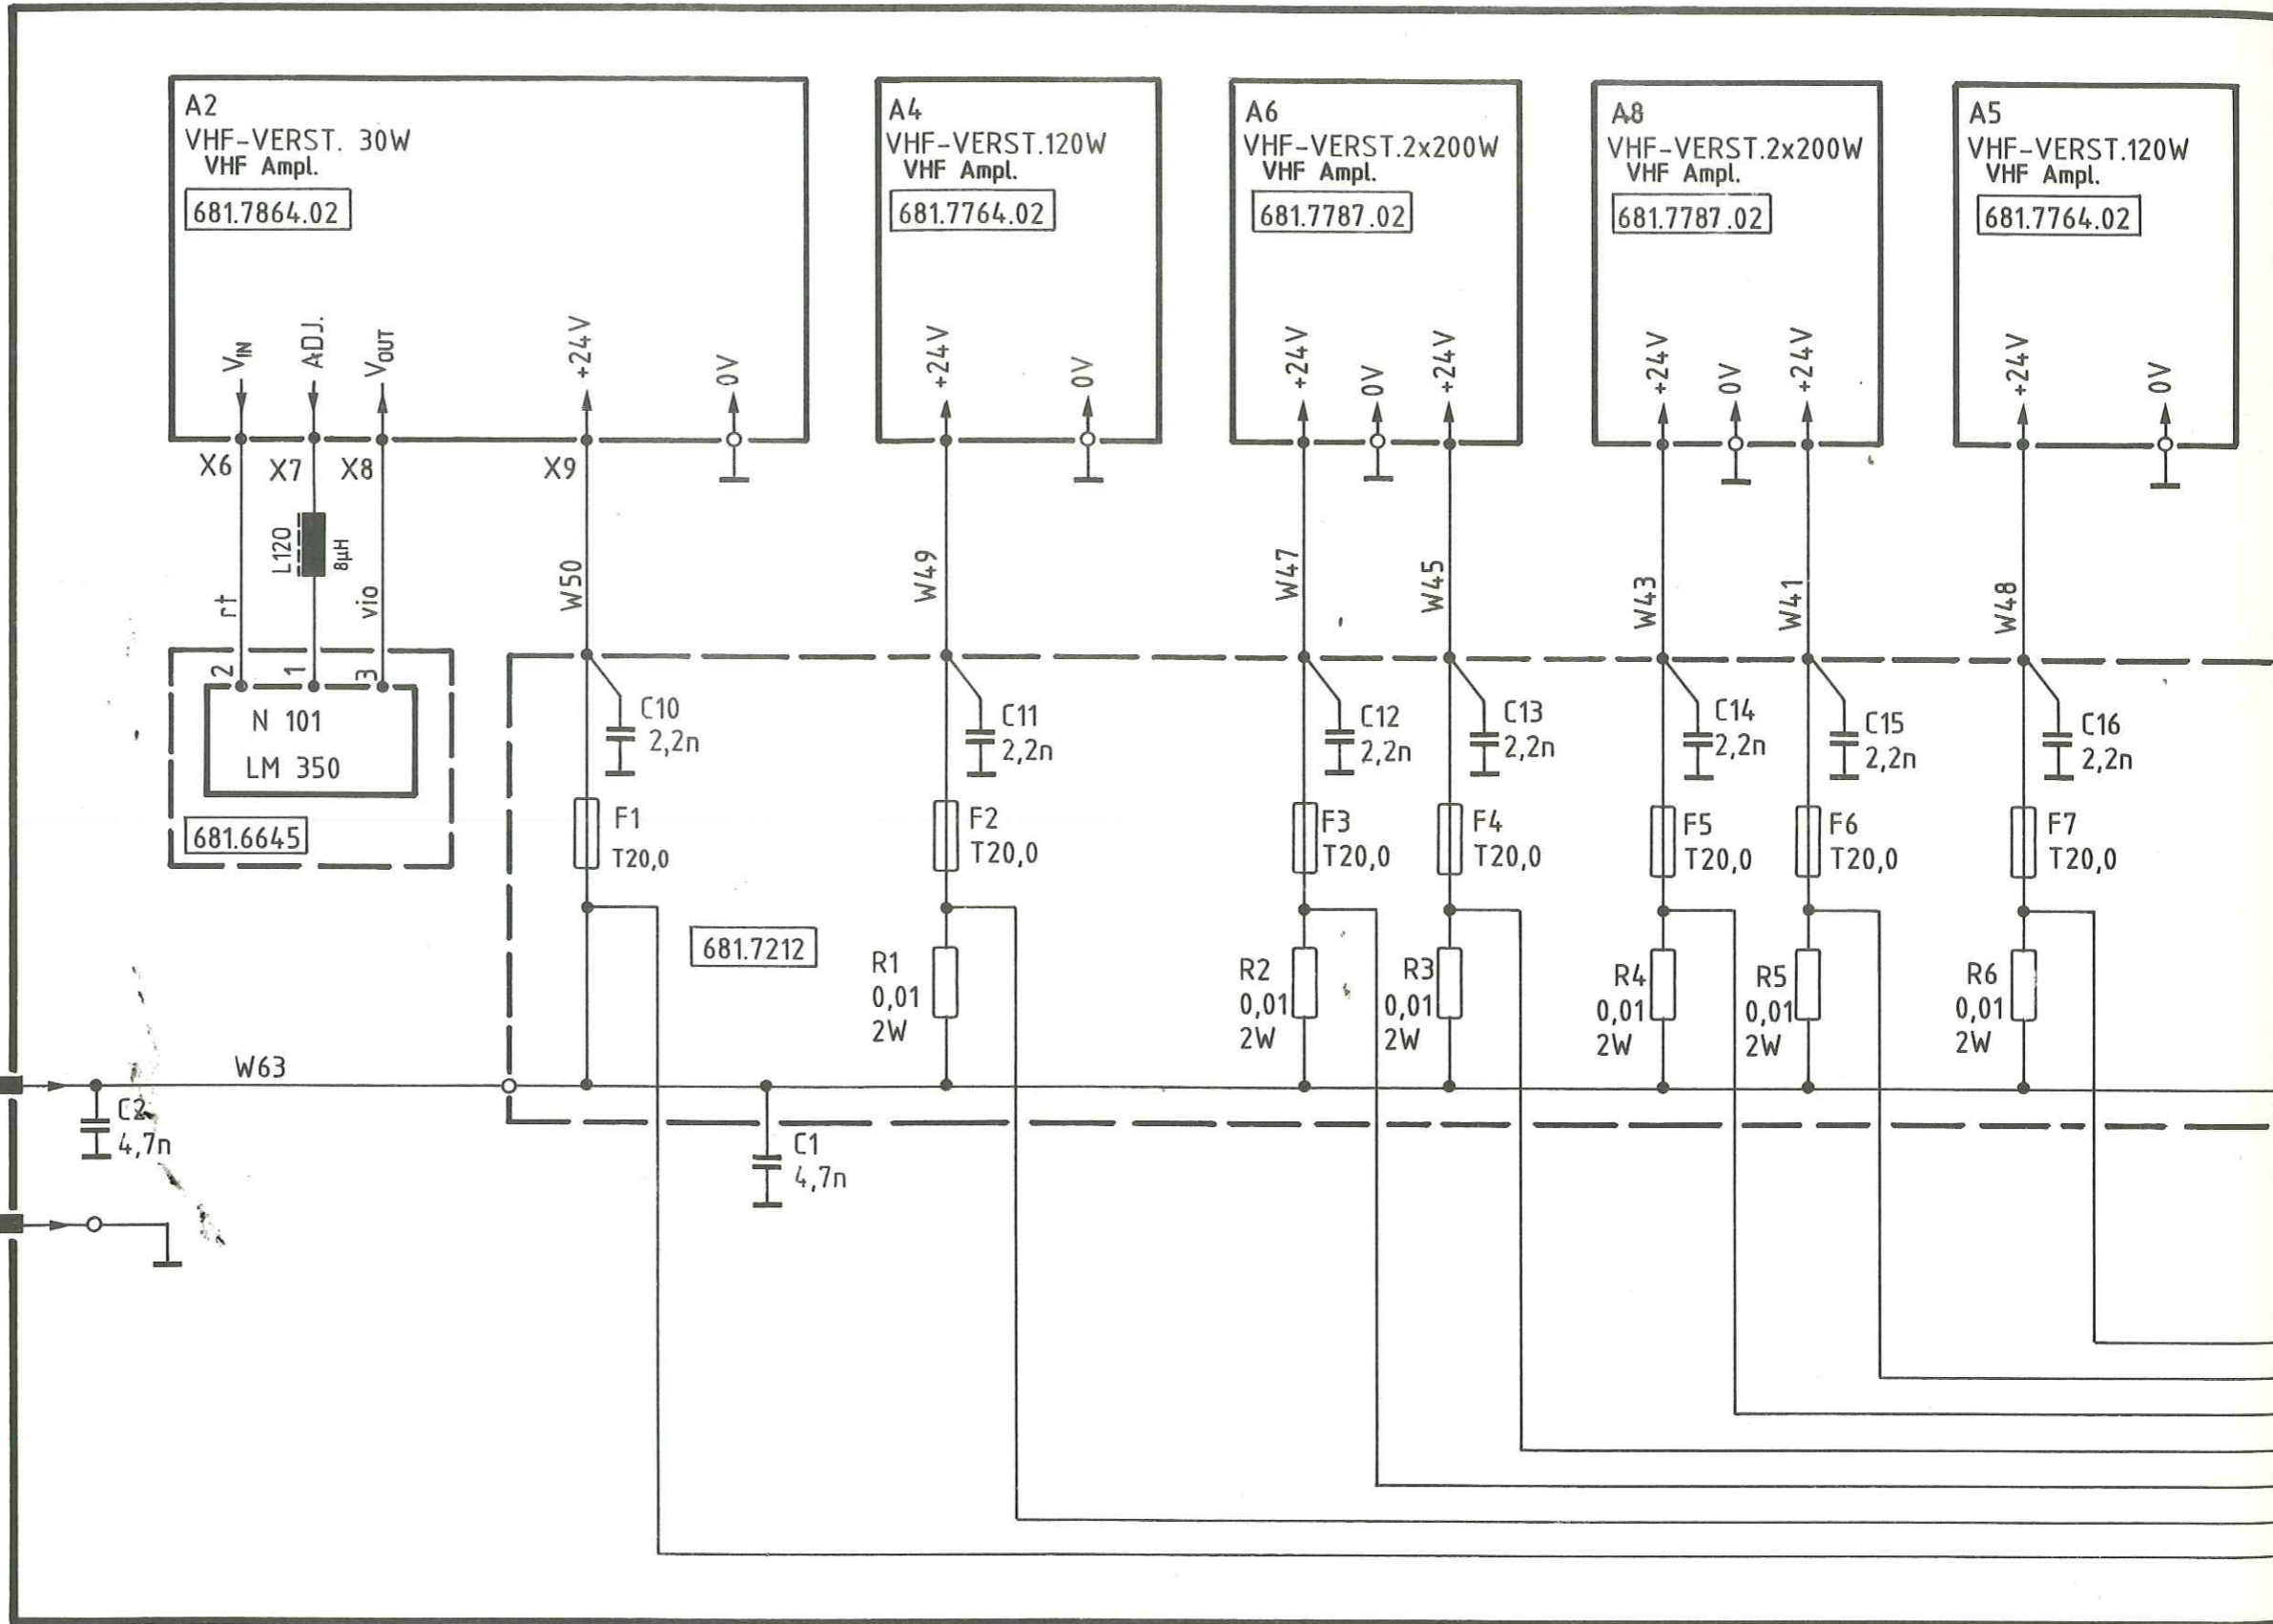 A2
VHF-VERST. 30W
VHF Ampl.
681.7864.02
A4
VHF-VERST.120W
VHF Ampl.
681.7764.02
A6
VHF-VERST.2x200W
VHF Ampl.
681.7787.02
A8
VHF-VERST.2x200W
VHF Ampl.
681.7787.02
A5
VHF-VERST.120W
VHF Ampl.
681.7764.02
VIN
ADJ.
VOUT
+24V
0V
+24V
0V
+24V
0V
+24V
+24V
0V
+24V
+24V
0V
X6
X7
X8
X9
L120
8µH
rt
vio
W50
W49
W47
W45
W43
W41
W48
2
1
3
N 101
LM 350
681.6645
C10
2,2n
C11
2,2n
C12
2,2n
C13
2,2n
C14
2,2n
C15
2,2n
C16
2,2n
F1
T20,0
F2
T20,0
F3
T20,0
F4
T20,0
F5
T20,0
F6
T20,0
F7
T20,0
681.7212
R1
0,01
2W
R2
0,01
2W
R3
0,01
2W
R4
0,01
2W
R5
0,01
2W
R6
0,01
2W
W63
C2
4,7n
C1
4,7n